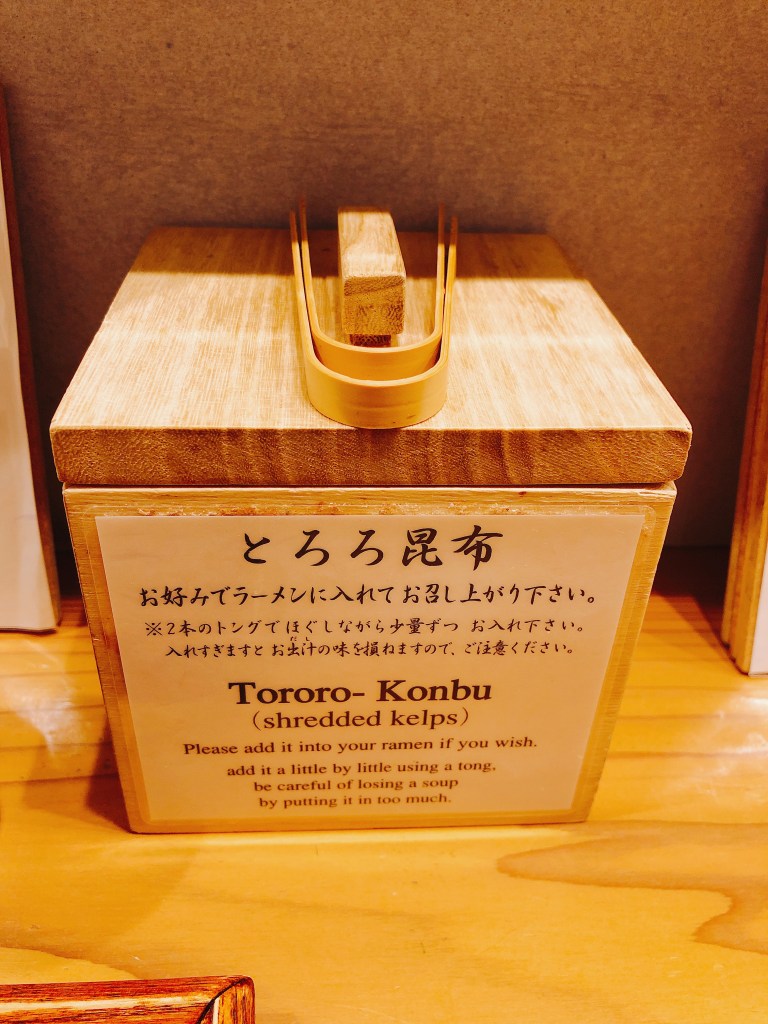 とろろ昆布
お好みでラーメンに入れてお召し上がり下さい。
※2本のトングでほぐしながら少量ずつ お入れ下さい。
だし
入れすぎますと お出汁の味を損ねますので、ご注意ください。
Tororo- Konbu
(shredded kelps)
Please add it into your ramen if you wish.
add it a little by little using a tong,
be careful of losing a soup
by putting it in too much.